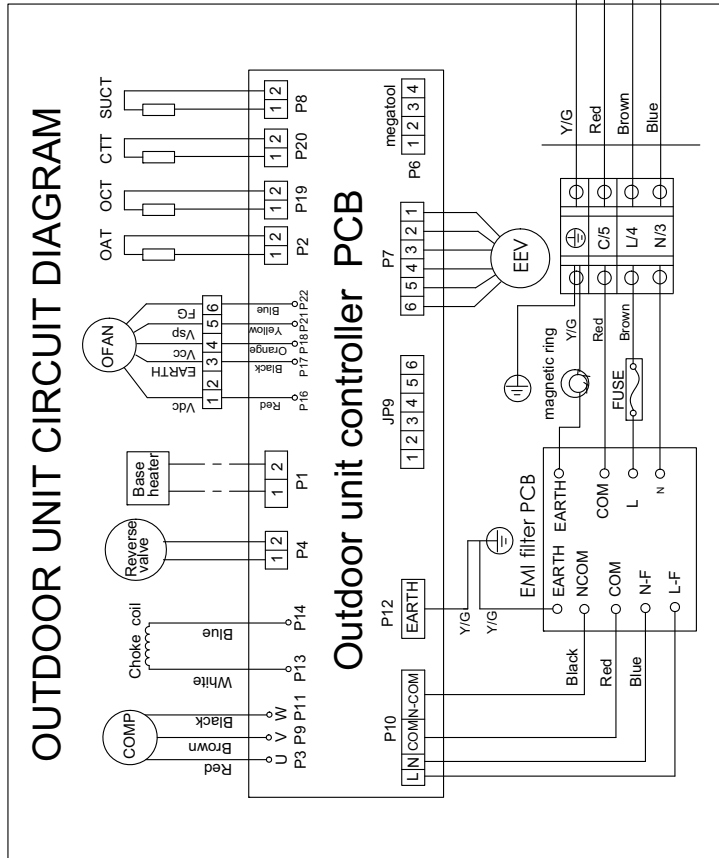 OUTDOOR UNIT CIRCUIT DIAGRAM
COMP
Red
Brown
Black
U
V
W
P3
P9
P11
Choke coil
White
Blue
P13
P14
Reverse
valve
1 2
P4
Base
heater
1 2
P1
OFAN
Vdc
EARTH
Vcc
Vsp
FG
1 2 3 4 5 6
Red
Black
Orange
Yellow
Blue
P16
P17
P18
P21
P22
OAT
1 2
P2
OCT
1 2
P19
CTT
1 2
P20
SUCT
1 2
P8
Outdoor unit controller PCB
P10
L N COM N-COM
P12
EARTH
JP9
1 2 3 4 5 6
P7
6 5 4 3 2 1
EEV
megatool
1 2 3 4
P6
Y/G
Y/G
Black
Red
Blue
EMI filter PCB
EARTH
NCOM
COM
N-F
L-F
EARTH
COM
L
N
magnetic ring
FUSE
Y/G
Red
Brown
C/5
L/4
N/3
Y/G
Red
Brown
Blue